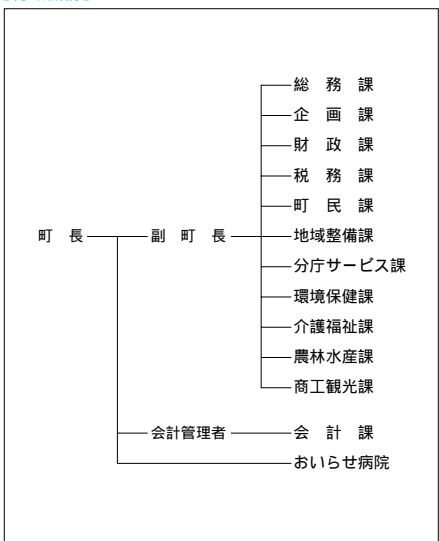 総務課
企画課
財政課
税務課
町民課
町長 副町長 地域整備課
分庁サービス課
環境保健課
介護福祉課
農林水産課
商工観光課
会計管理者 会計課
おいらせ病院